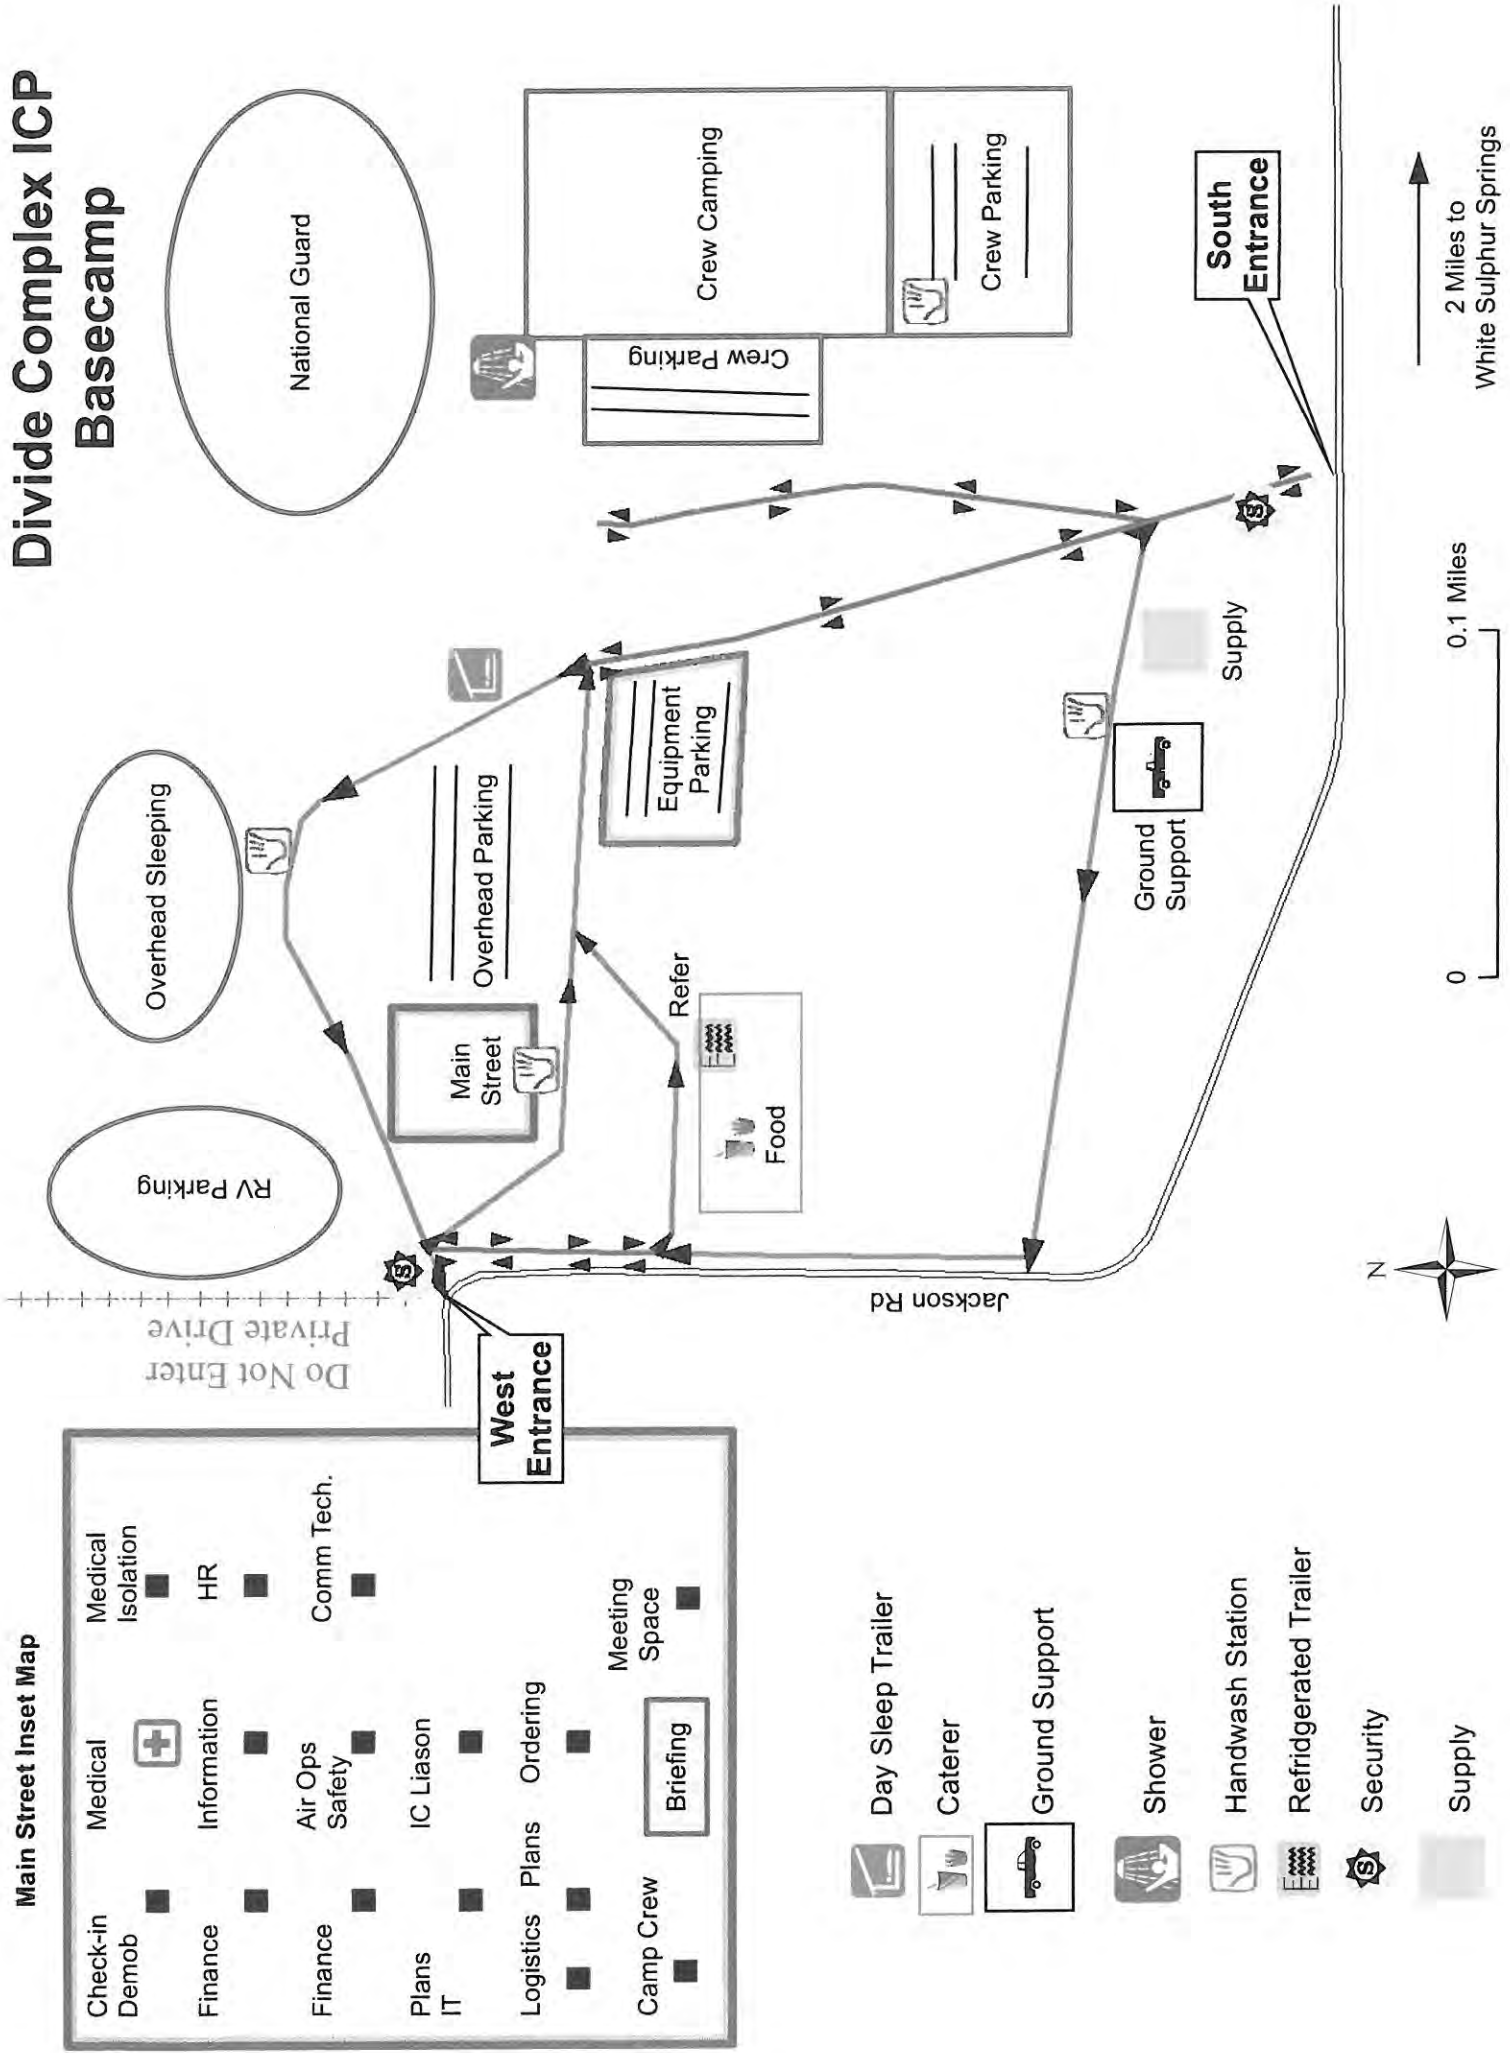 Divide Complex ICP
Basecamp
Main Street Inset Map
Check-in
Demob
Medical
Medical
Isolation
Finance
Information
HR
Finance
Air Ops
Safety
Comm Tech.
Plans
IT
IC Liason
Logistics
Plans
Ordering
Camp Crew
Briefing
Meeting
Space
Do Not Enter
Private Drive
West
Entrance
RV Parking
Overhead Sleeping
National Guard
Main
Street
Overhead Parking
Equipment
Parking
Refer
Food
Crew Parking
Crew Camping
Crew Parking
Jackson Rd
Ground
Support
Supply
S
S
South
Entrance
Day Sleep Trailer
Caterer
Ground Support
Shower
Handwash Station
Refridgerated Trailer
S
Security
Supply
N
0
0.1 Miles
2 Miles to
White Sulphur Springs